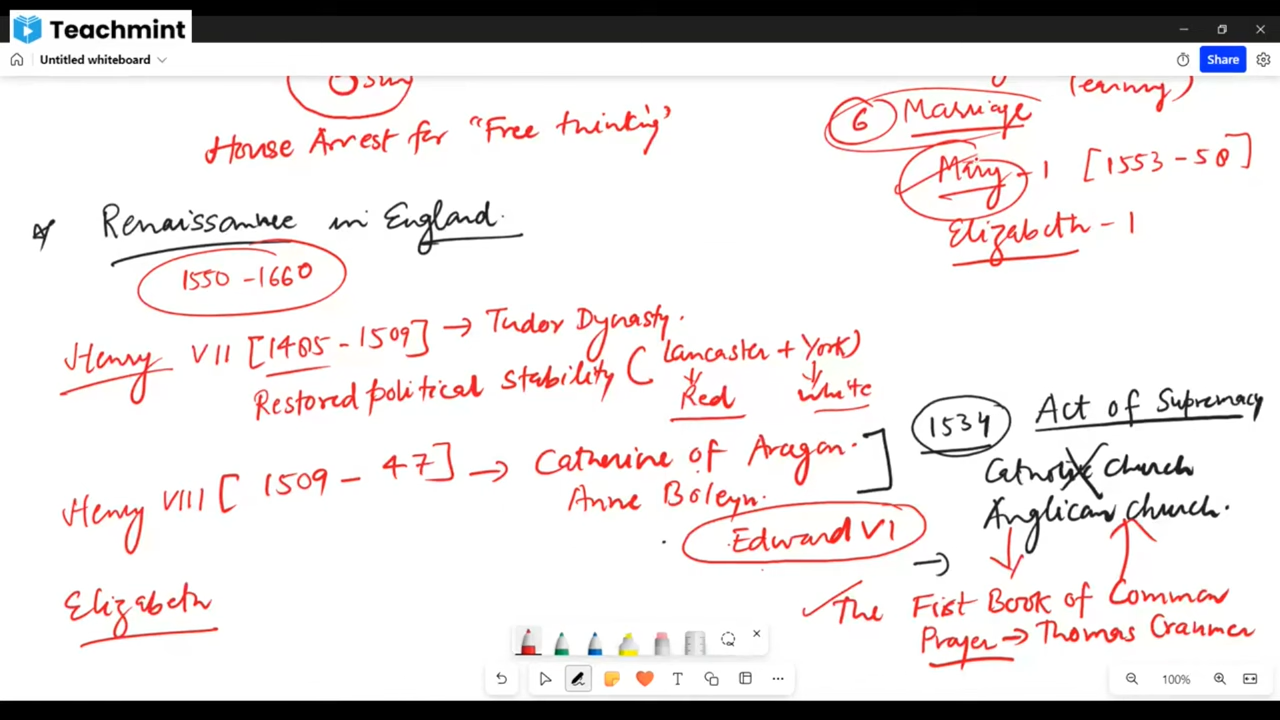 Teachmint
Untitled whiteboard
Share
House Arrest for "Free thinking"
6 Marriage
Mary - 1 [1553 - 58]
Elizabeth - 1
Renaissannce in England.
1550 - 1660
Henry VII [1485 - 1509] → Tudor Dynasty.
Restored political stability (Lancaster + York)
Red white
Henry VIII [1509 - 47] → Catherine of Aragan.
Anne Boleyn.
Edward VI
1534 Act of Supremacy
Catholic Church
Anglican church.
→
The First Book of Common
Prayer → Thomas Cranmer
Elizabeth
100%